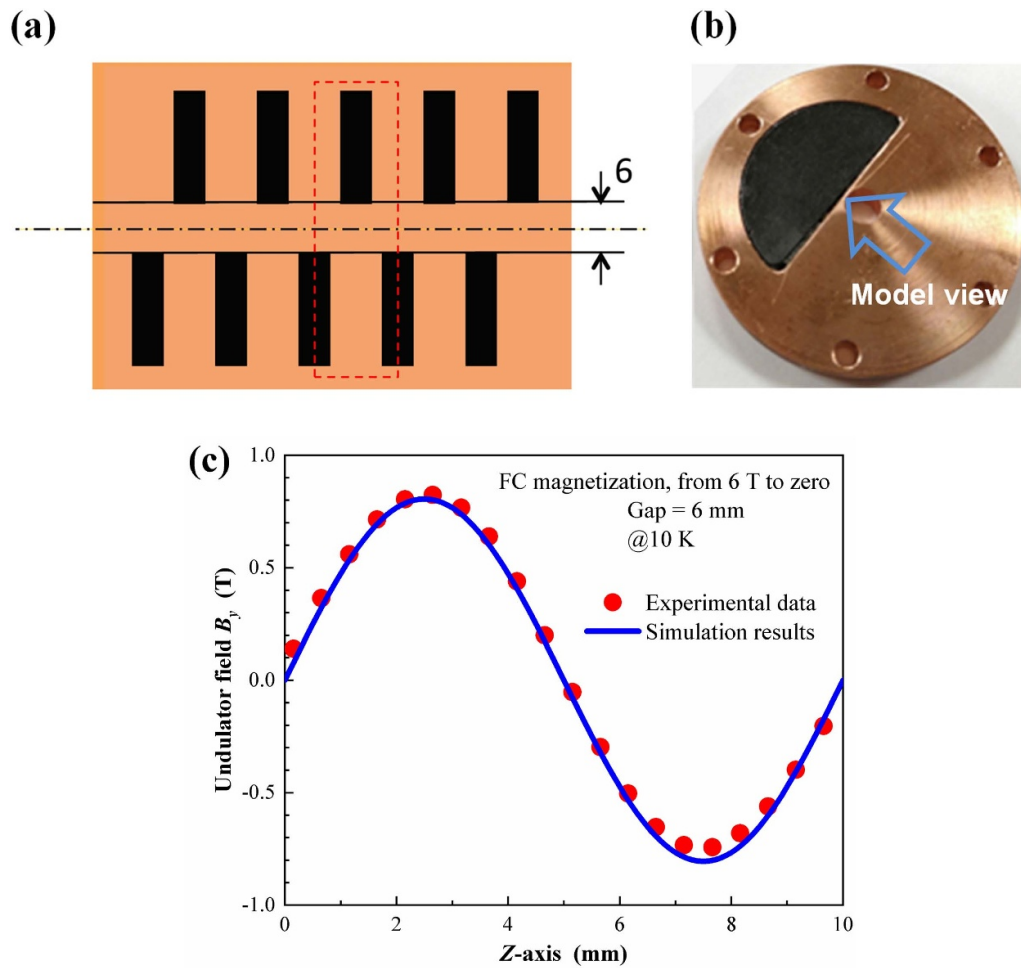 (a)
6
(b)
Model view
(c)
FC magnetization, from 6 T to zero
Gap = 6 mm
@10 K
Experimental data
Simulation results
Undulator field By (T)
1.0
0.5
0.0
-0.5
-1.0
0
2
4
6
8
10
Z-axis (mm)